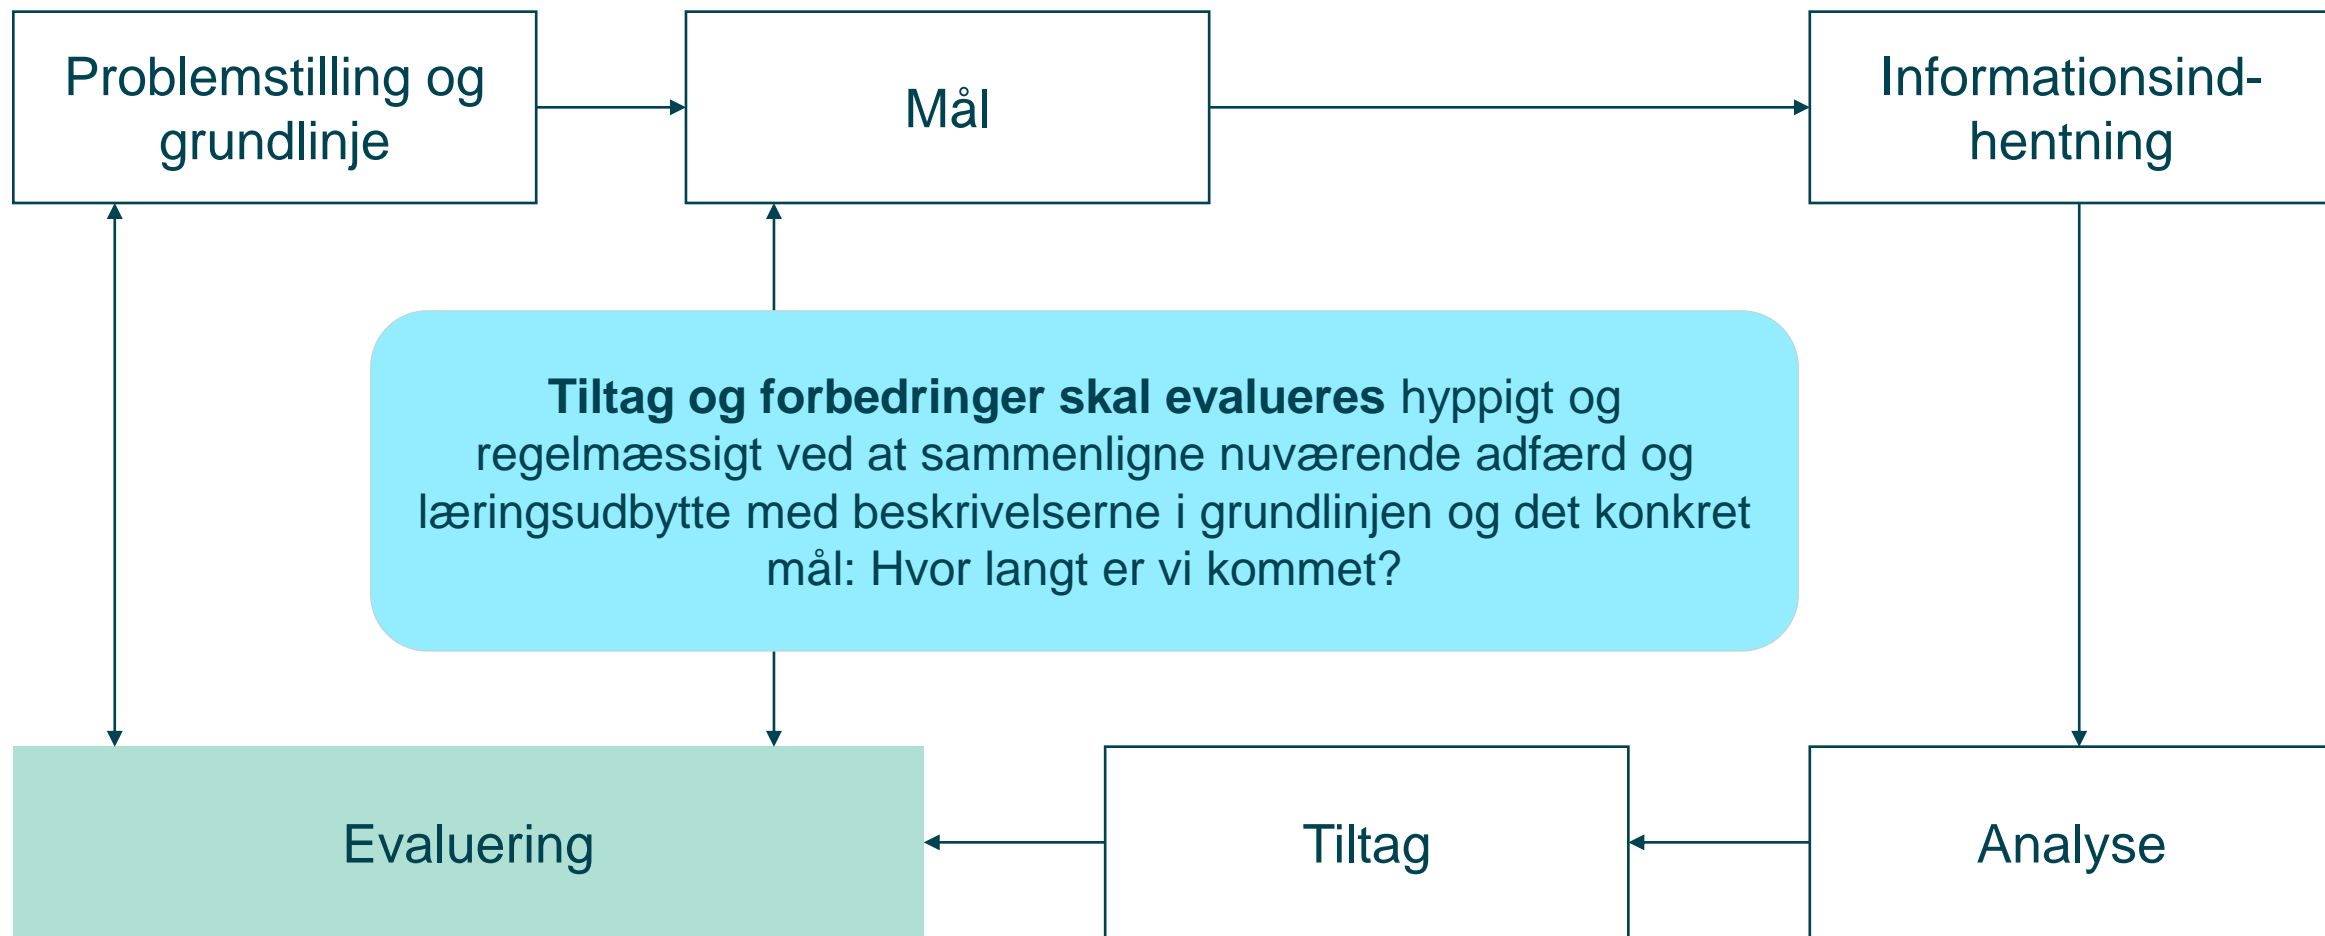 Problemstilling og
grundlinje
Mål
Informationsind-
hentning
Tiltag og forbedringer skal evalueres hyppigt og
regelmæssigt ved at sammenligne nuværende adfærd og
læringsudbytte med beskrivelserne i grundlinjen og det konkret
mål: Hvor langt er vi kommet?
Evaluering
Tiltag
Analyse